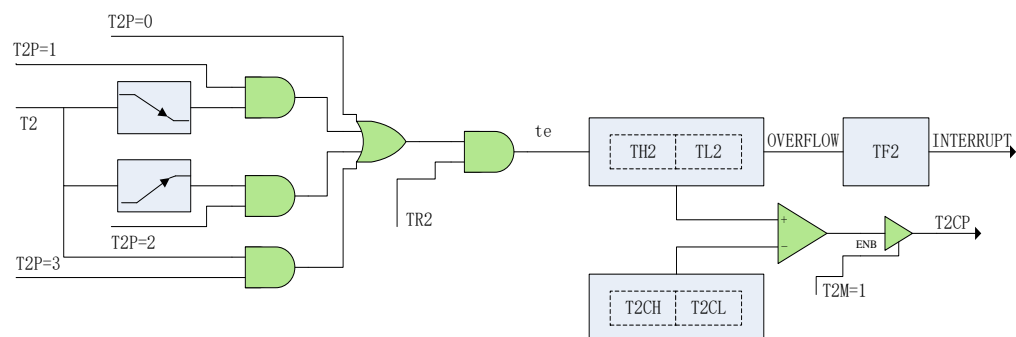 T2P=0
T2P=1
T2
T2P=2
T2P=3
TR2
te
TH2 TL2
OVERFLOW
TF2
INTERRUPT
+
−
ENB
T2CP
T2M=1
T2CH T2CL